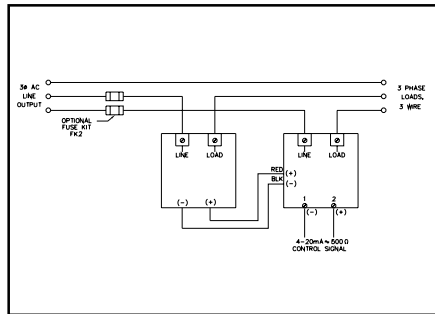 3ø AC
LINE
OUTPUT
OPTIONAL
FUSE KIT
FK2
3 PHASE
LOADS,
3 WIRE
LINE
LOAD
LINE
LOAD
RED
(+)
BLK
(-)
(-)
(+)
1
2
(-)
(+)
4-20mA≈500Ω
CONTROL SIGNAL